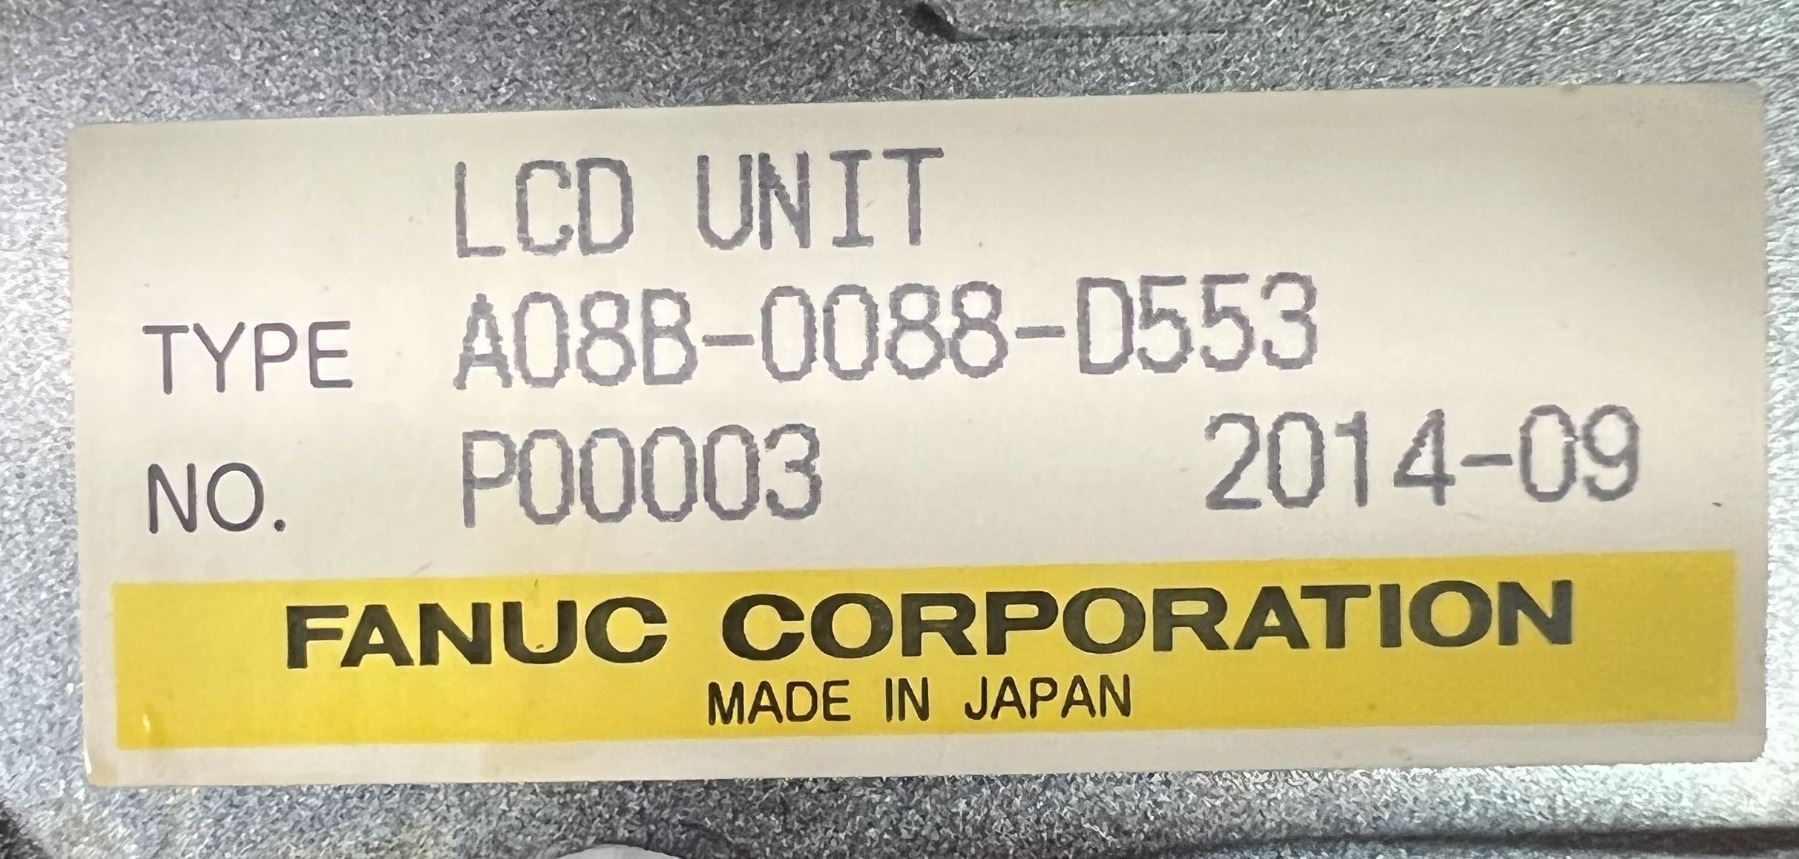 LCD UNIT
TYPE A08B-0088-D553
NO. P00003 2014-09
FANUC CORPORATION
MADE IN JAPAN